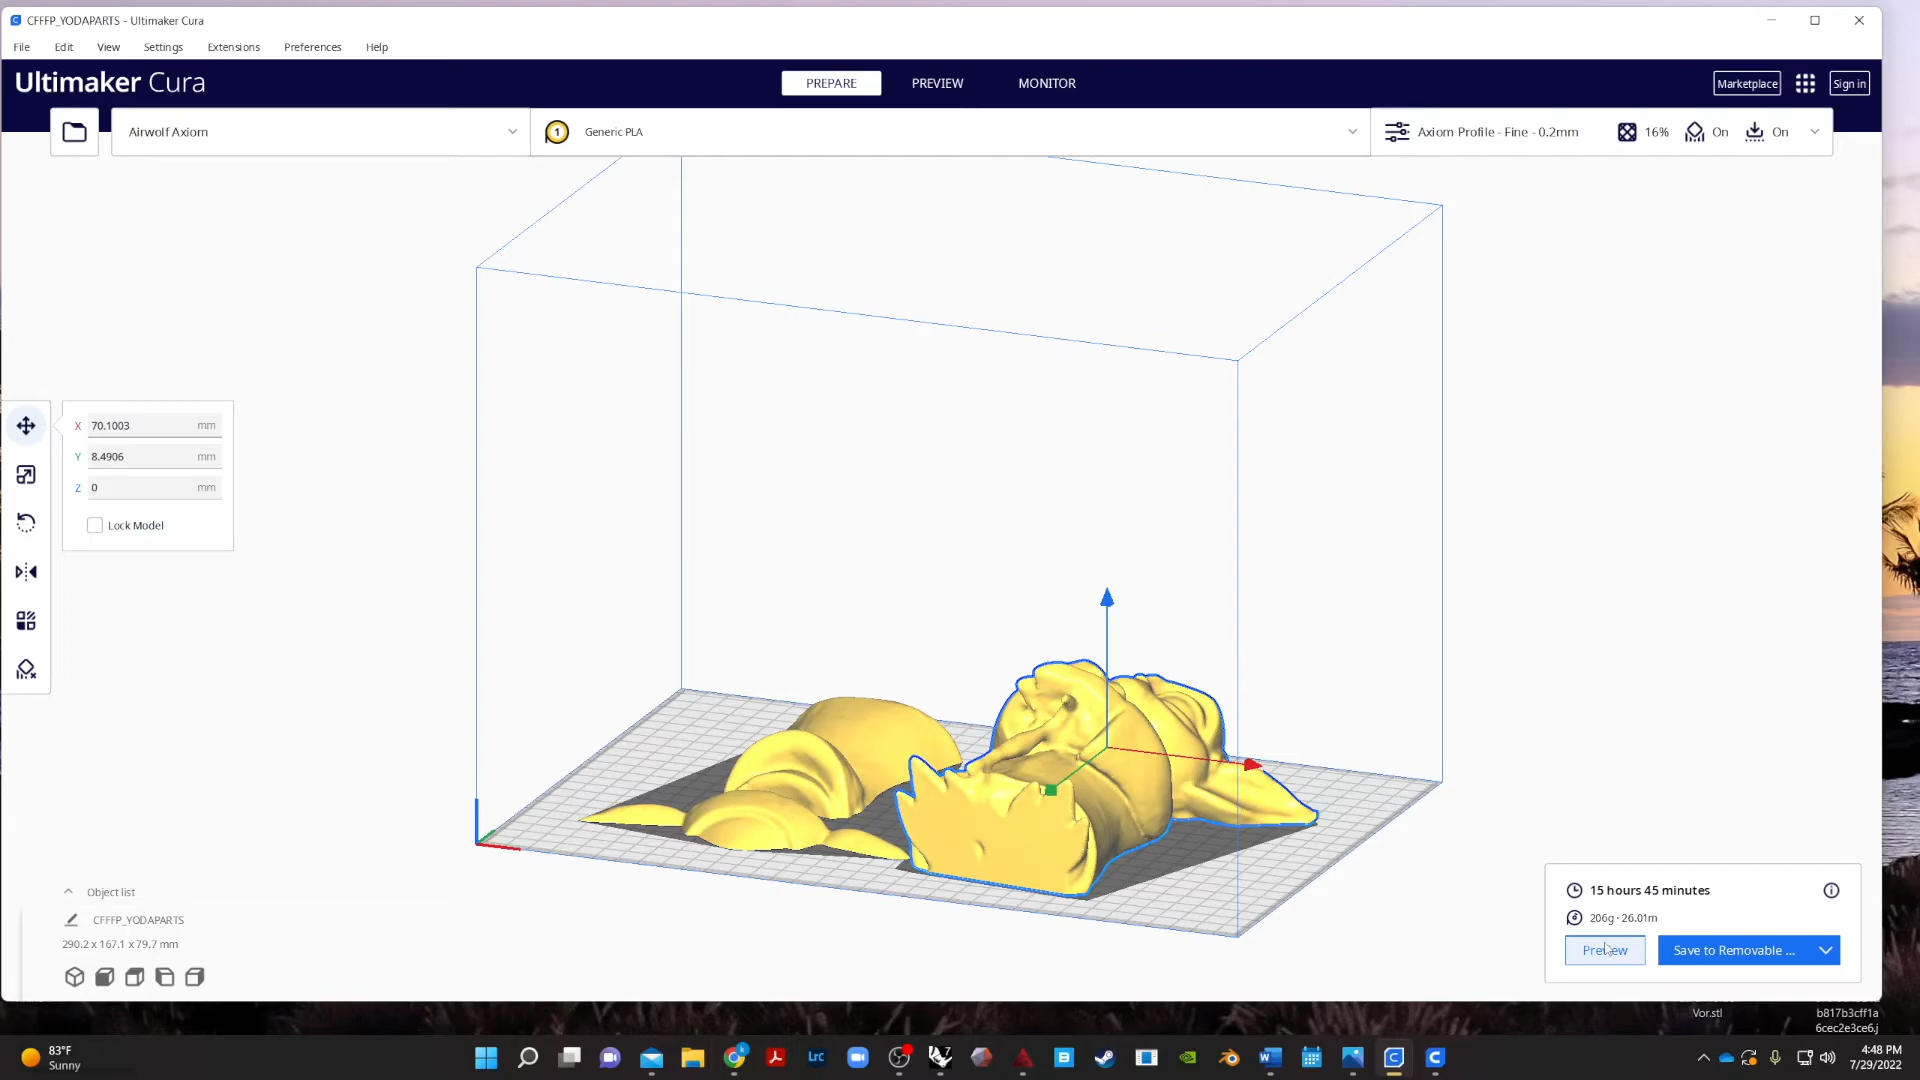 CFFFP_YODAPARTS - Ultimaker Cura
File Edit View Settings Extensions Preferences Help
Ultimaker Cura
PREPARE PREVIEW MONITOR
Marketplace Sign in
Airwolf Axiom
1 Generic PLA
Axiom Profile - Fine - 0.2mm 16% On On
X 70.1003 mm
Y 8.4906 mm
Z 0 mm
Lock Model
Object list
CFFFP_YODAPARTS
290.2 x 167.1 x 79.7 mm
15 hours 45 minutes
206g · 26.01m
Preview Save to Removable ...
Vor.stl
b817b3cff1a
6cec2e3ce6.j
83°F
Sunny
Lrc
4:48 PM
7/29/2022